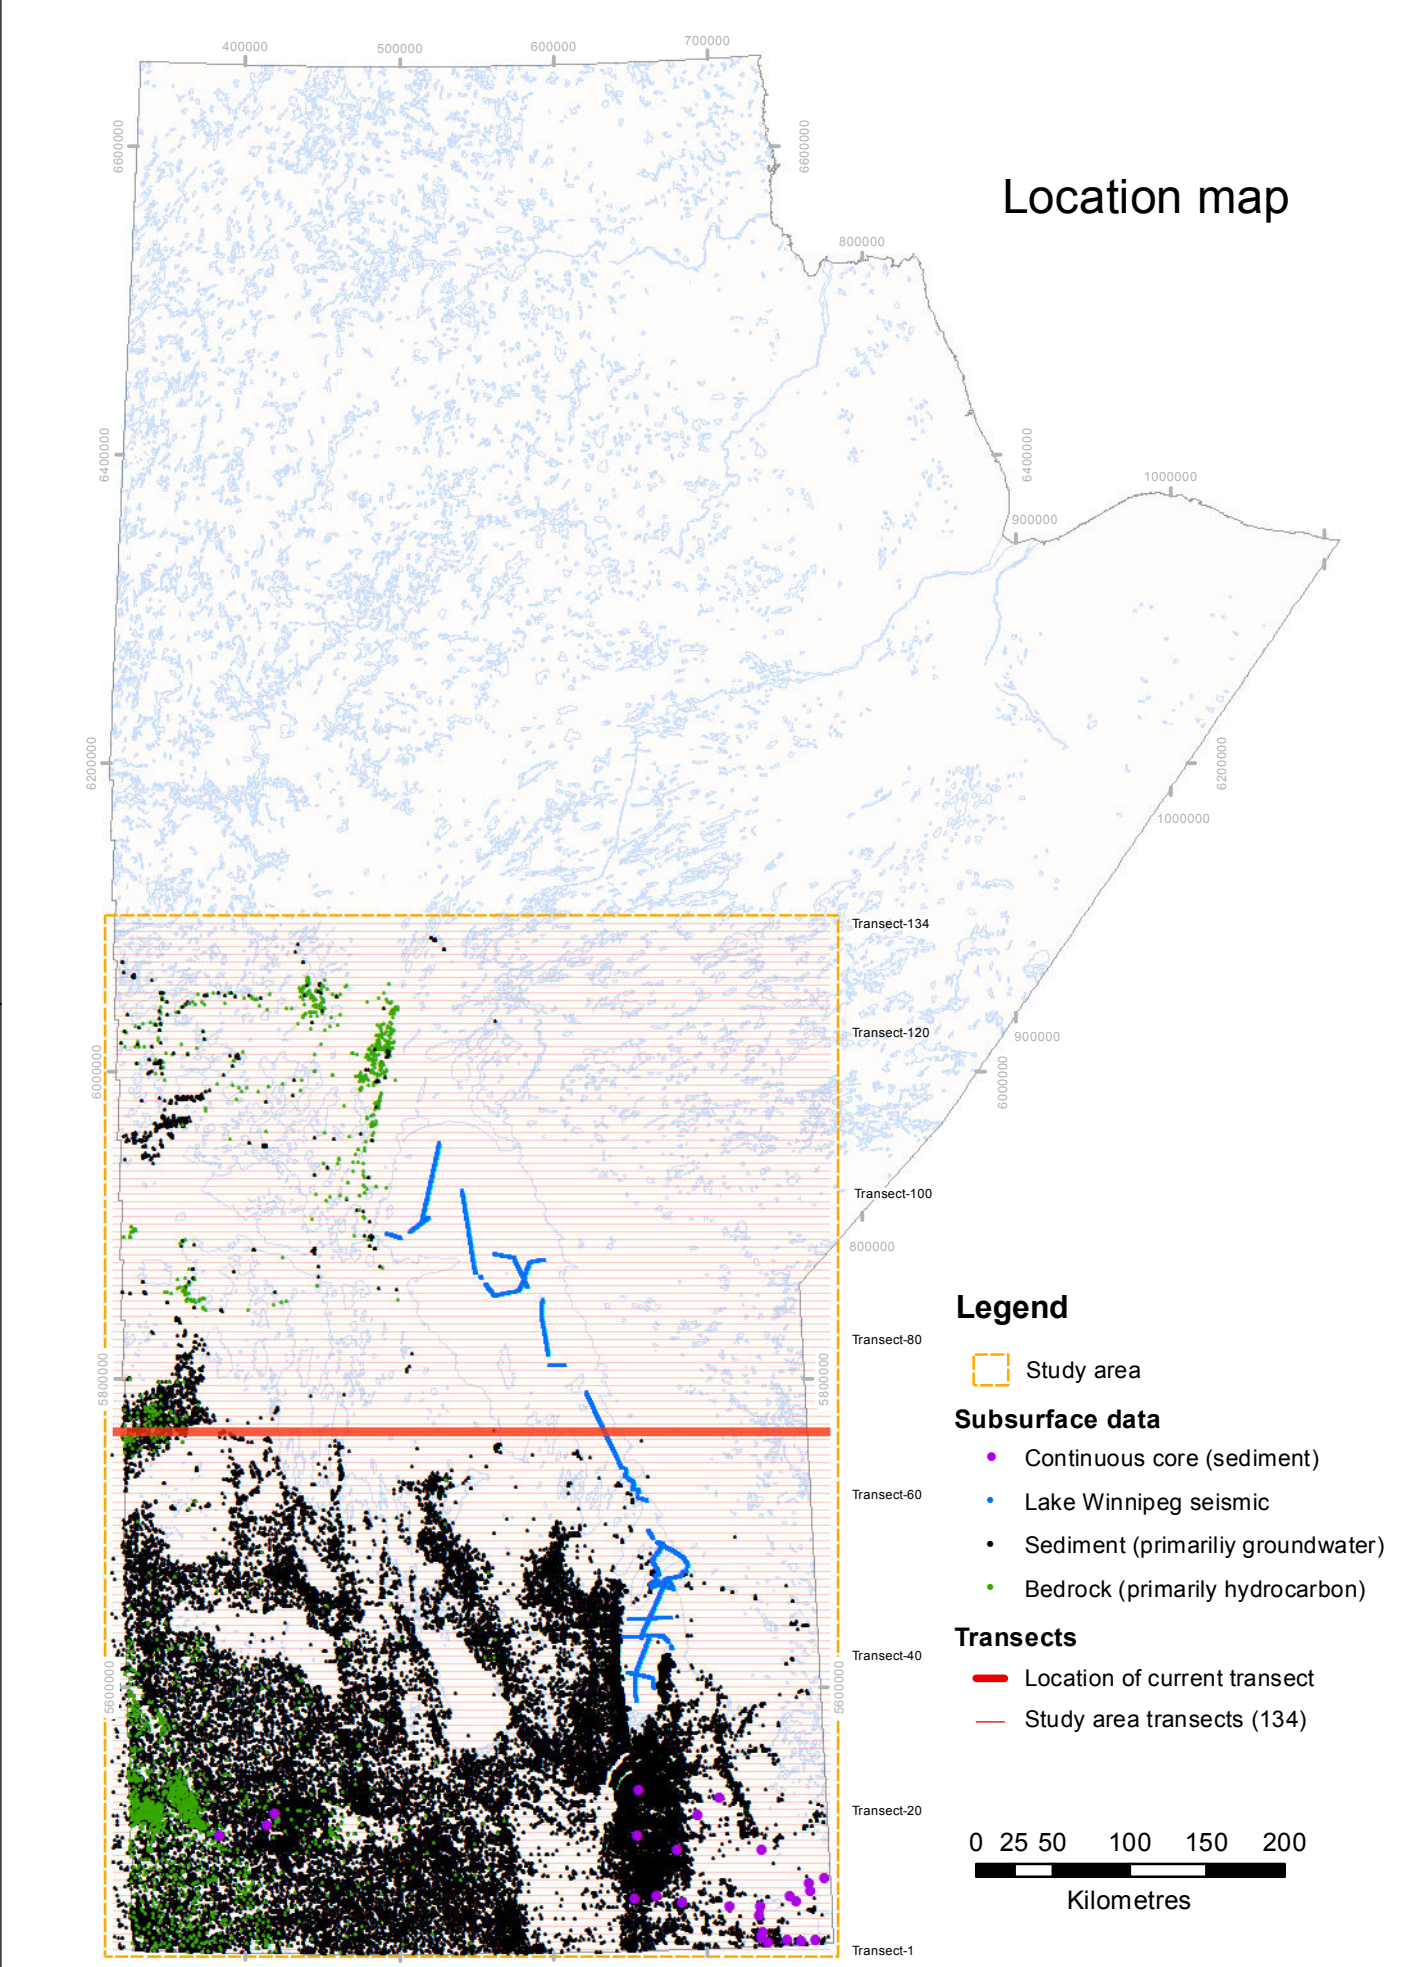 400000
500000
600000
700000
6600000
6600000
Location map
800000
6400000
6400000
1000000
900000
6200000
6200000
1000000
Transect-134
Transect-120
900000
6000000
6000000
Transect-100
800000
Legend
Transect-80
5800000
5800000
Study area
Subsurface data
Continuous core (sediment)
Transect-60
Lake Winnipeg seismic
Sediment (primariliy groundwater)
Bedrock (primarily hydrocarbon)
Transects
Transect-40
5600000
5600000
Location of current transect
Study area transects (134)
Transect-20
0 25 50 100 150 200
Kilometres
Transect-1